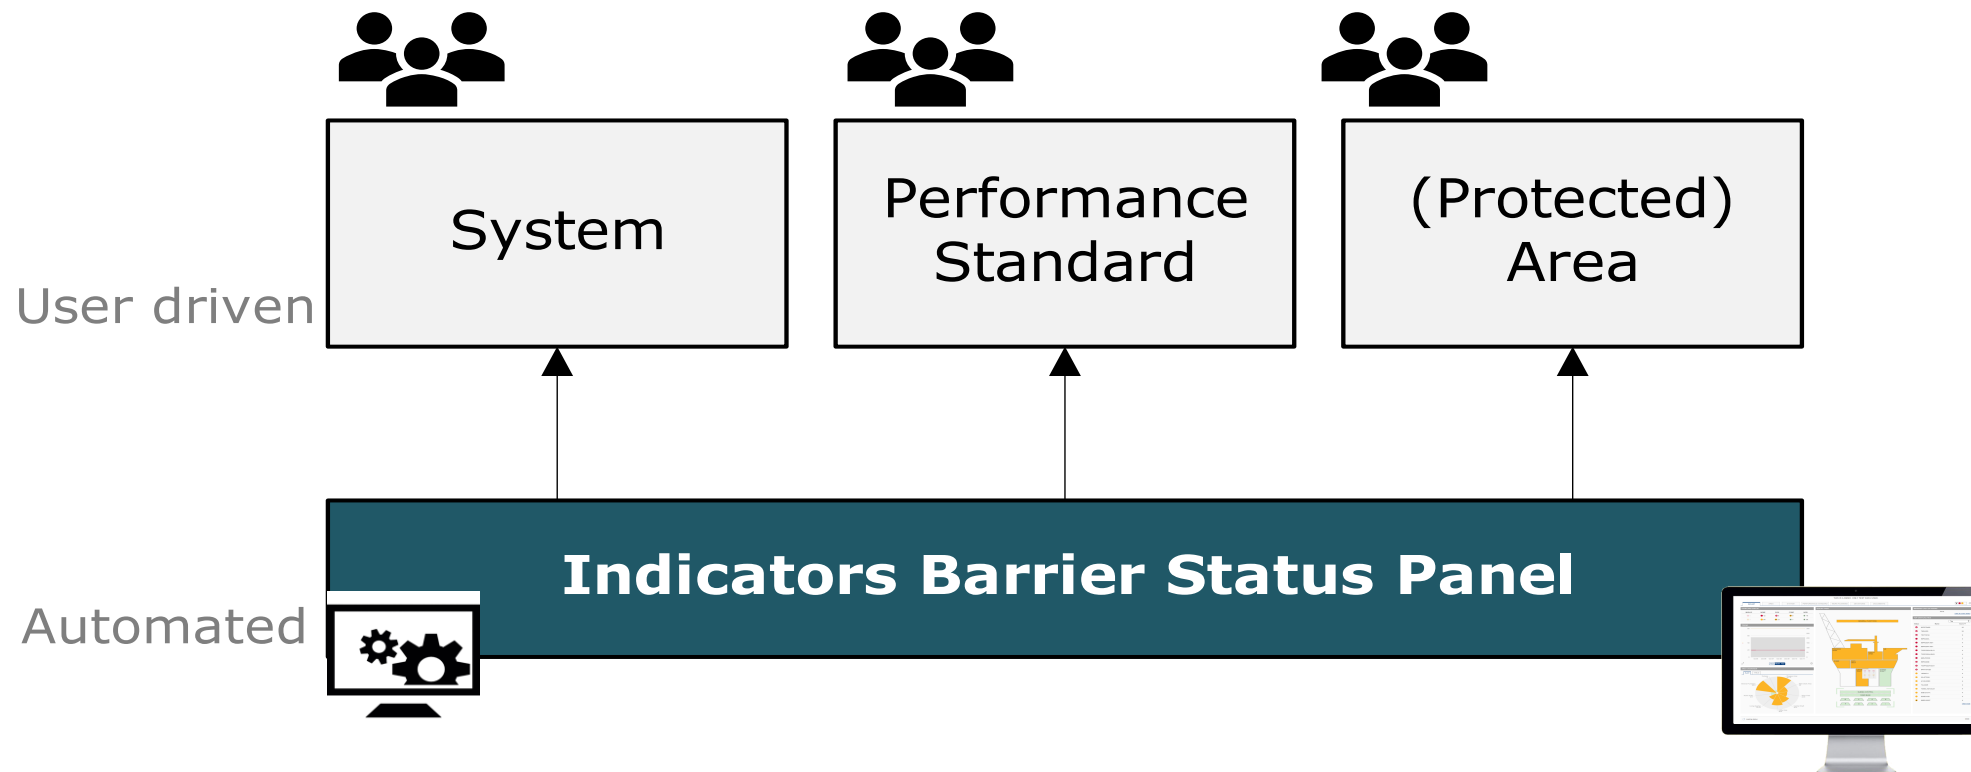 System
Performance
Standard
(Protected)
Area
User driven
Indicators Barrier Status Panel
Automated